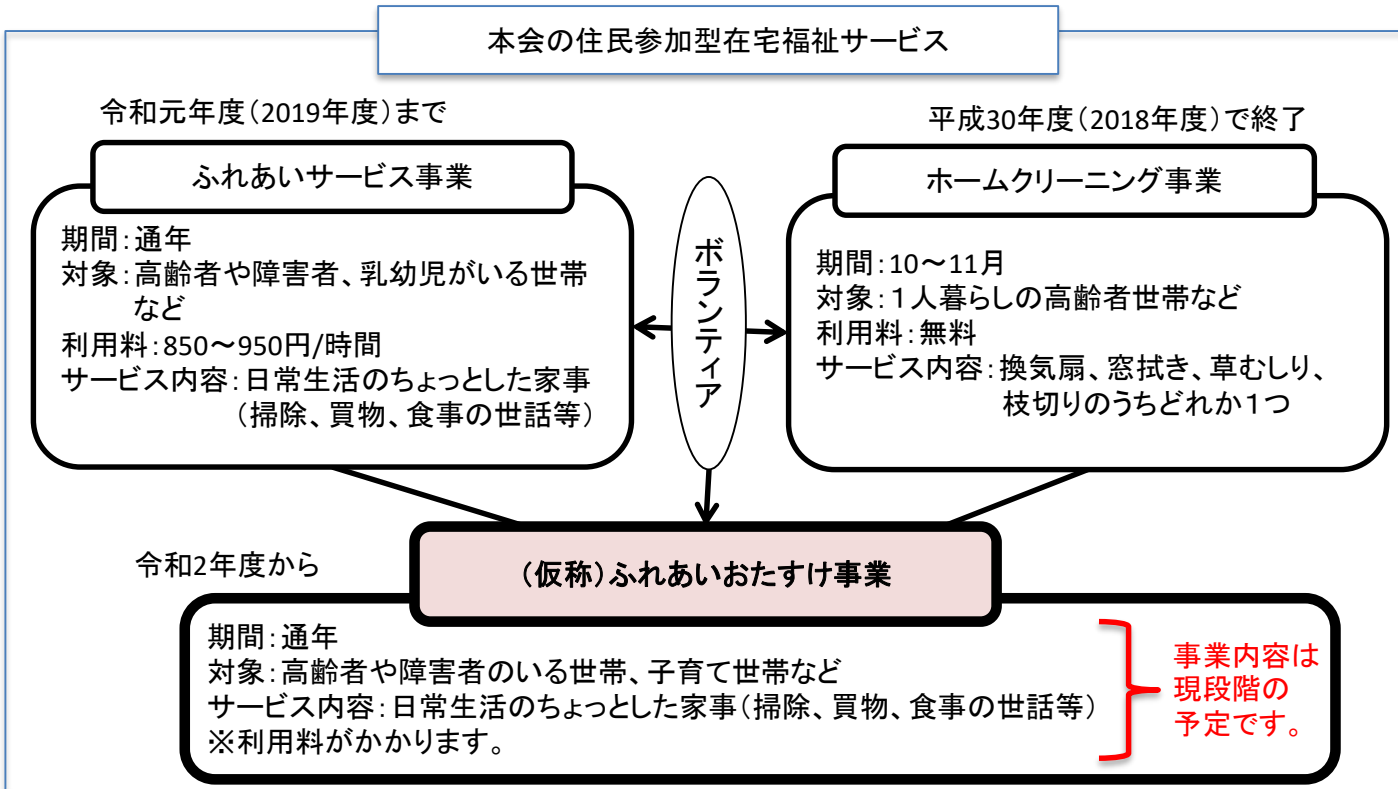 本会の住民参加型在宅福祉サービス
令和元年度(2019年度)まで
ふれあいサービス事業
期間:通年
対象:高齢者や障害者、乳幼児がいる世帯
など
利用料:850～950円/時間
サービス内容:日常生活のちょっとした家事
(掃除、買物、食事の世話等)
ボランティア
平成30年度(2018年度)で終了
ホームクリーニング事業
期間:10～11月
対象:1人暮らしの高齢者世帯など
利用料:無料
サービス内容:換気扇、窓拭き、草むしり、
枝切りのうちどれか1つ
令和2年度から
(仮称)ふれあいおたすけ事業
期間:通年
対象:高齢者や障害者のいる世帯、子育て世帯など
サービス内容:日常生活のちょっとした家事(掃除、買物、食事の世話等)
※利用料がかかります。
事業内容は
現段階の
予定です。